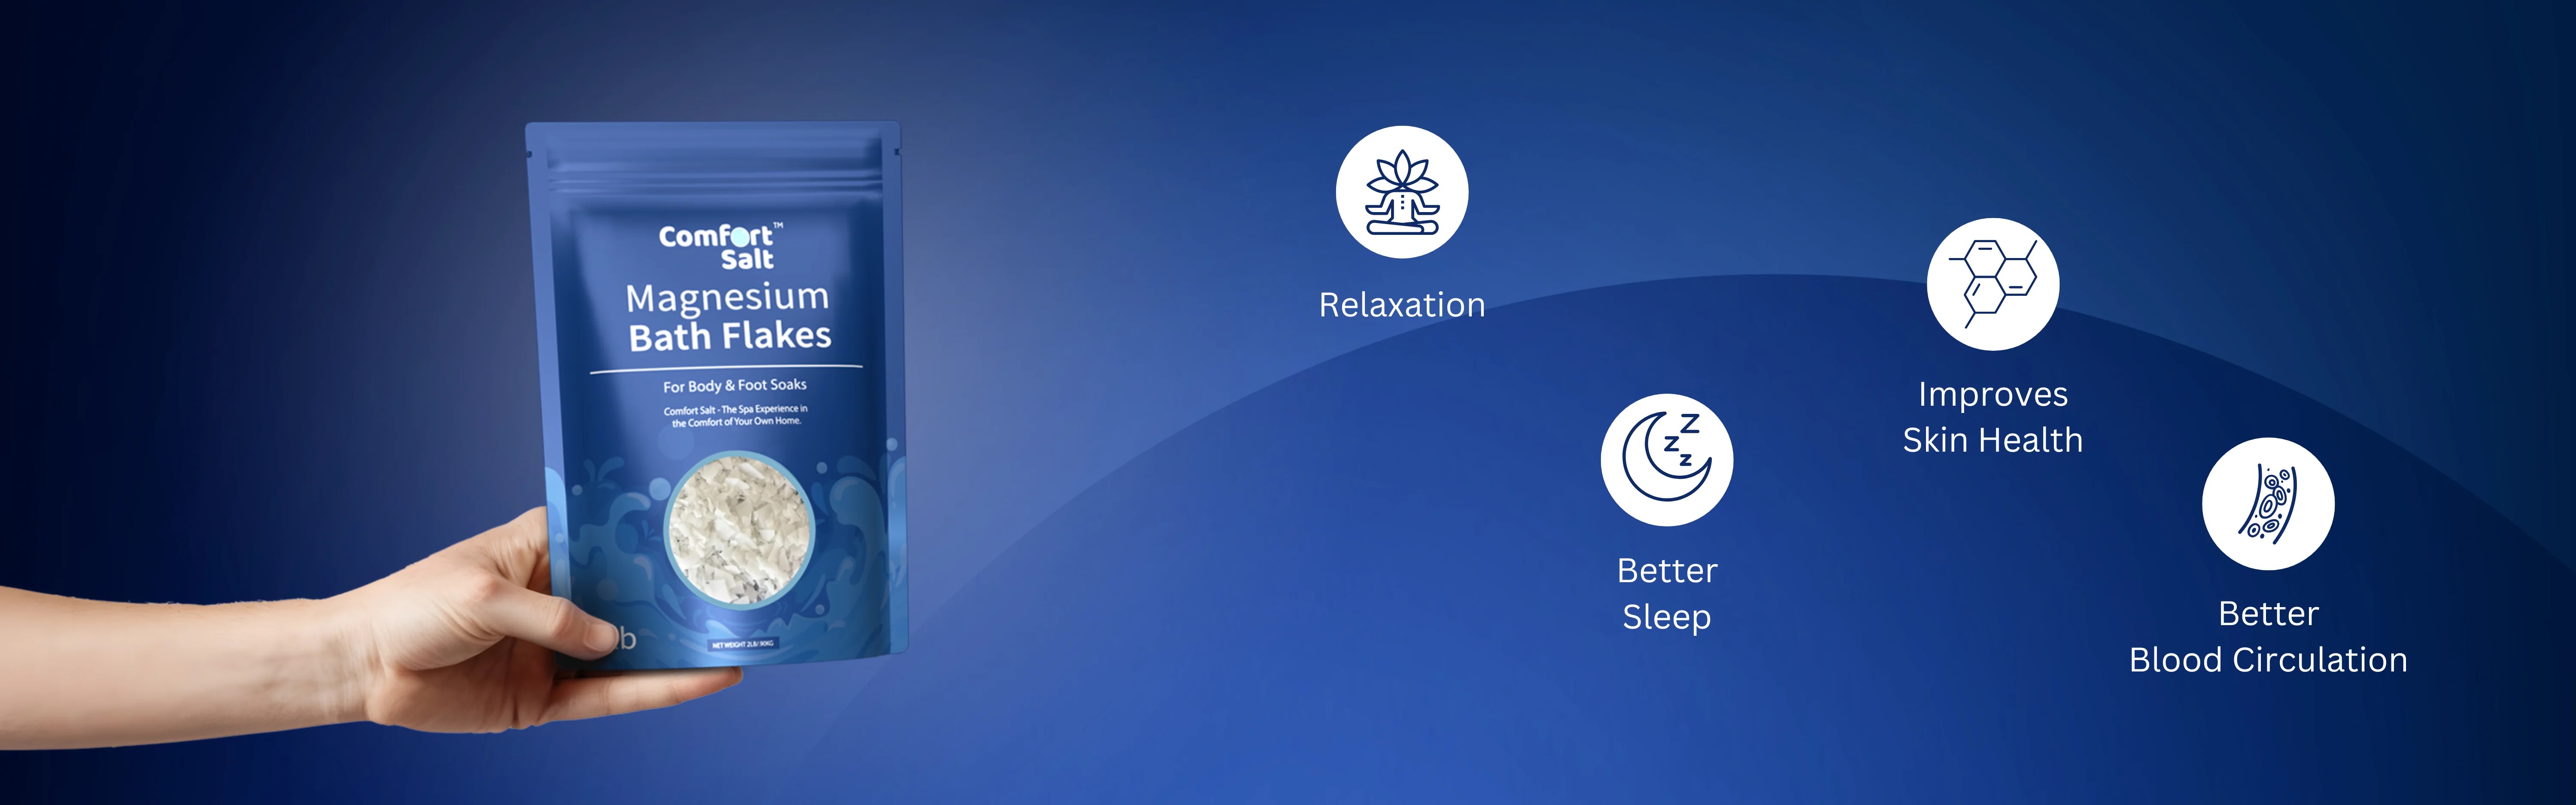 Comfort™
Salt
Magnesium
Bath Flakes
For Body & Foot Soaks
Comfort Salt - The Spa Experience in
the Comfort of Your Own Home.
NET WEIGHT 2LB/.90KG
Relaxation
Improves
Skin Health
z
z
z
Better
Sleep
Better
Blood Circulation